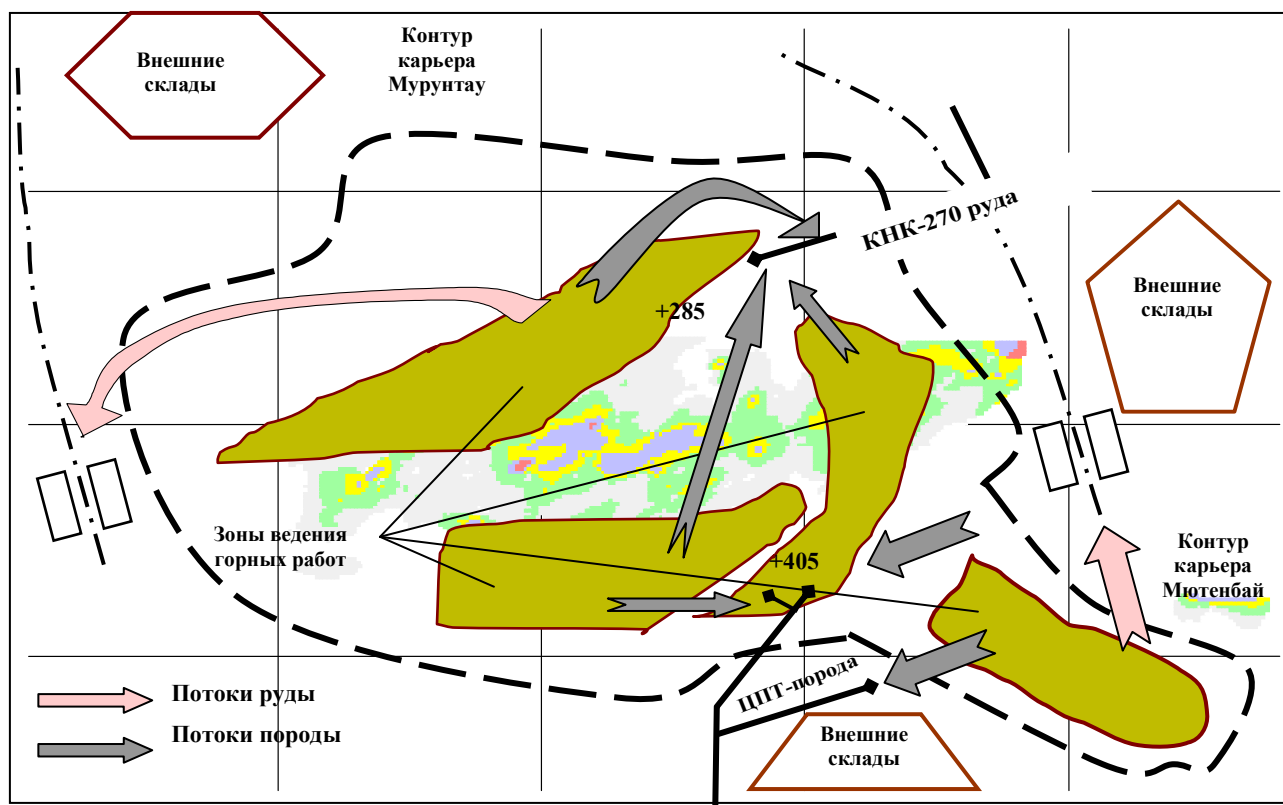 Внешние
склады
Контур
карьера
Мурунтау
КНК-270 руда
Внешние
склады
+285
Зоны ведения
горных работ
+405
Контур
карьера
Мютенбай
ЦПТ-порода
Потоки руды
Потоки породы
Внешние
склады